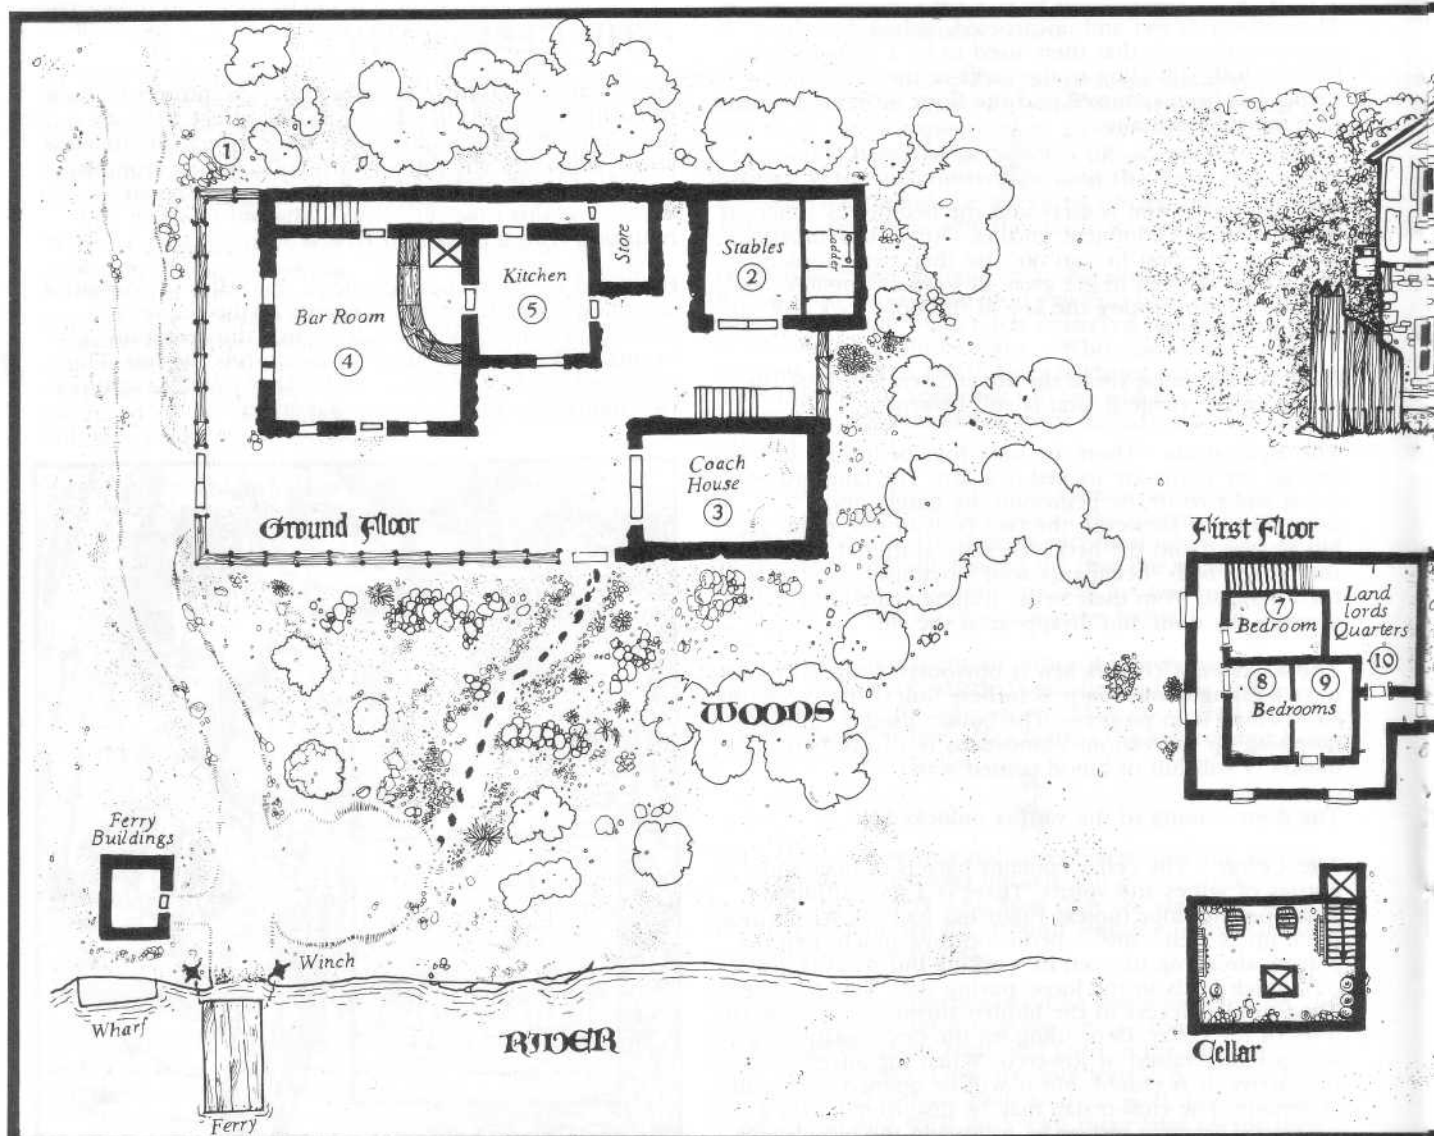 1
Bar Room
4
Kitchen
5
Store
Stables
2
Ladder
Coach
House
3
Ground Floor
First Floor
7
Bedroom
Land
lords
Quarters
10
8
9
Bedrooms
WOODS
Ferry
Buildings
Winch
Wharf
RIVER
Ferry
Cellar